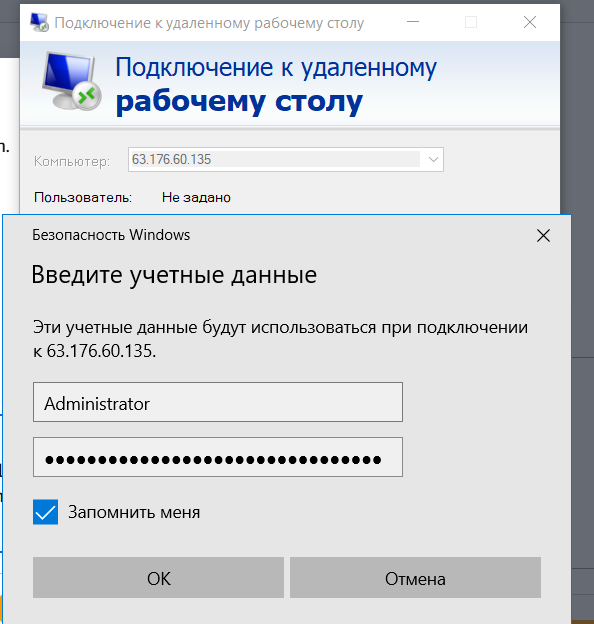 Подключение к удаленному рабочему столу
Подключение к удаленному
рабочему столу
Компьютер: 63.176.60.135
Пользователь: Не задано
Безопасность Windows
Введите учетные данные
Эти учетные данные будут использоваться при подключении
к 63.176.60.135.
Administrator
Запомнить меня
OK Отмена